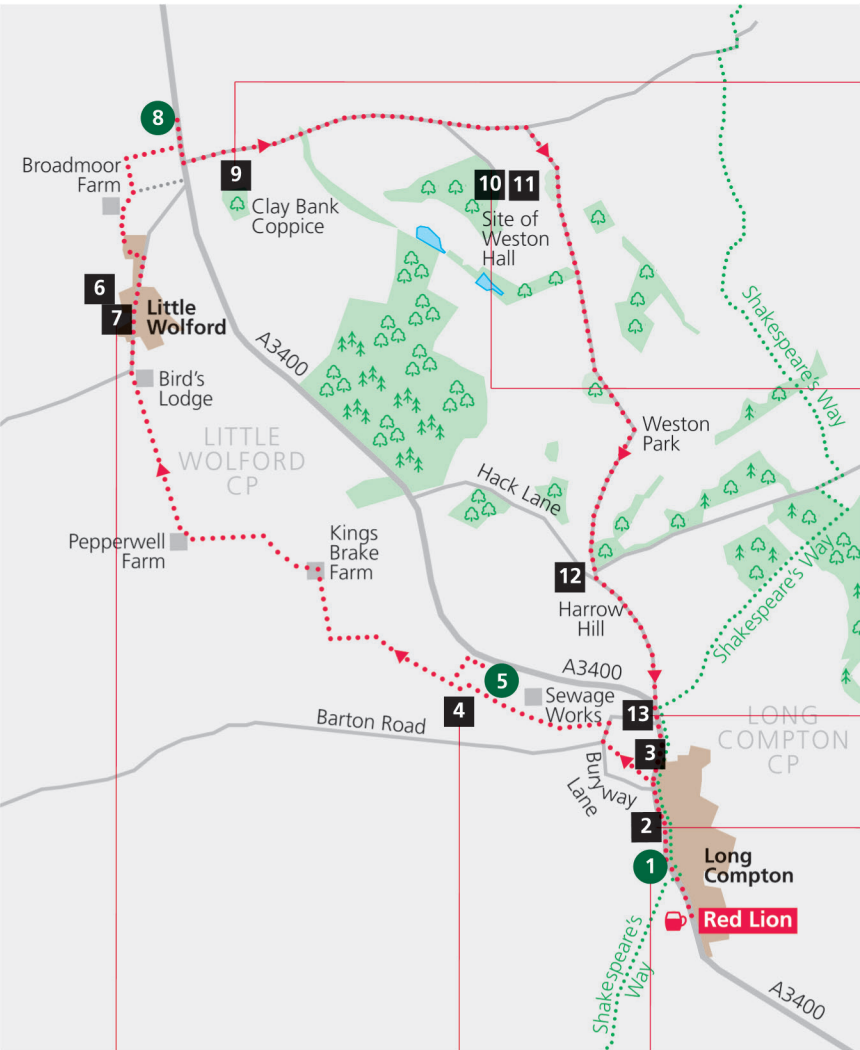 8
Broadmoor
Farm
9
Clay Bank
Coppice
10
11
Site of
Weston
Hall
6
7
Little
Wolford
A3400
Shakespeare's Way
Bird's
Lodge
LITTLE
WOLFORD
CP
Weston
Park
Hack Lane
Pepperwell
Farm
Kings
Brake
Farm
Shakespeare's Way
12
Harrow
Hill
A3400
5
Sewage
Works
4
13
Barton Road
LONG
COMPTON
CP
3
Buryway
Lane
2
1
Long
Compton
Red Lion
Shakespeare's
Way
A3400